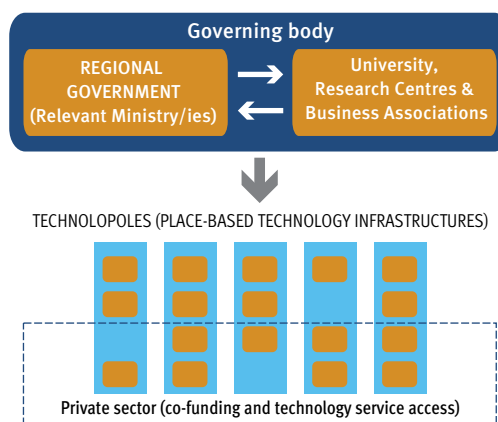 Governing body
REGIONAL
GOVERNMENT
(Relevant Ministry/ies)
University,
Research Centres &
Business Associations
TECHNOLOPOLES (PLACE-BASED TECHNOLOGY INFRASTRUCTURES)
Private sector (co-funding and technology service access)